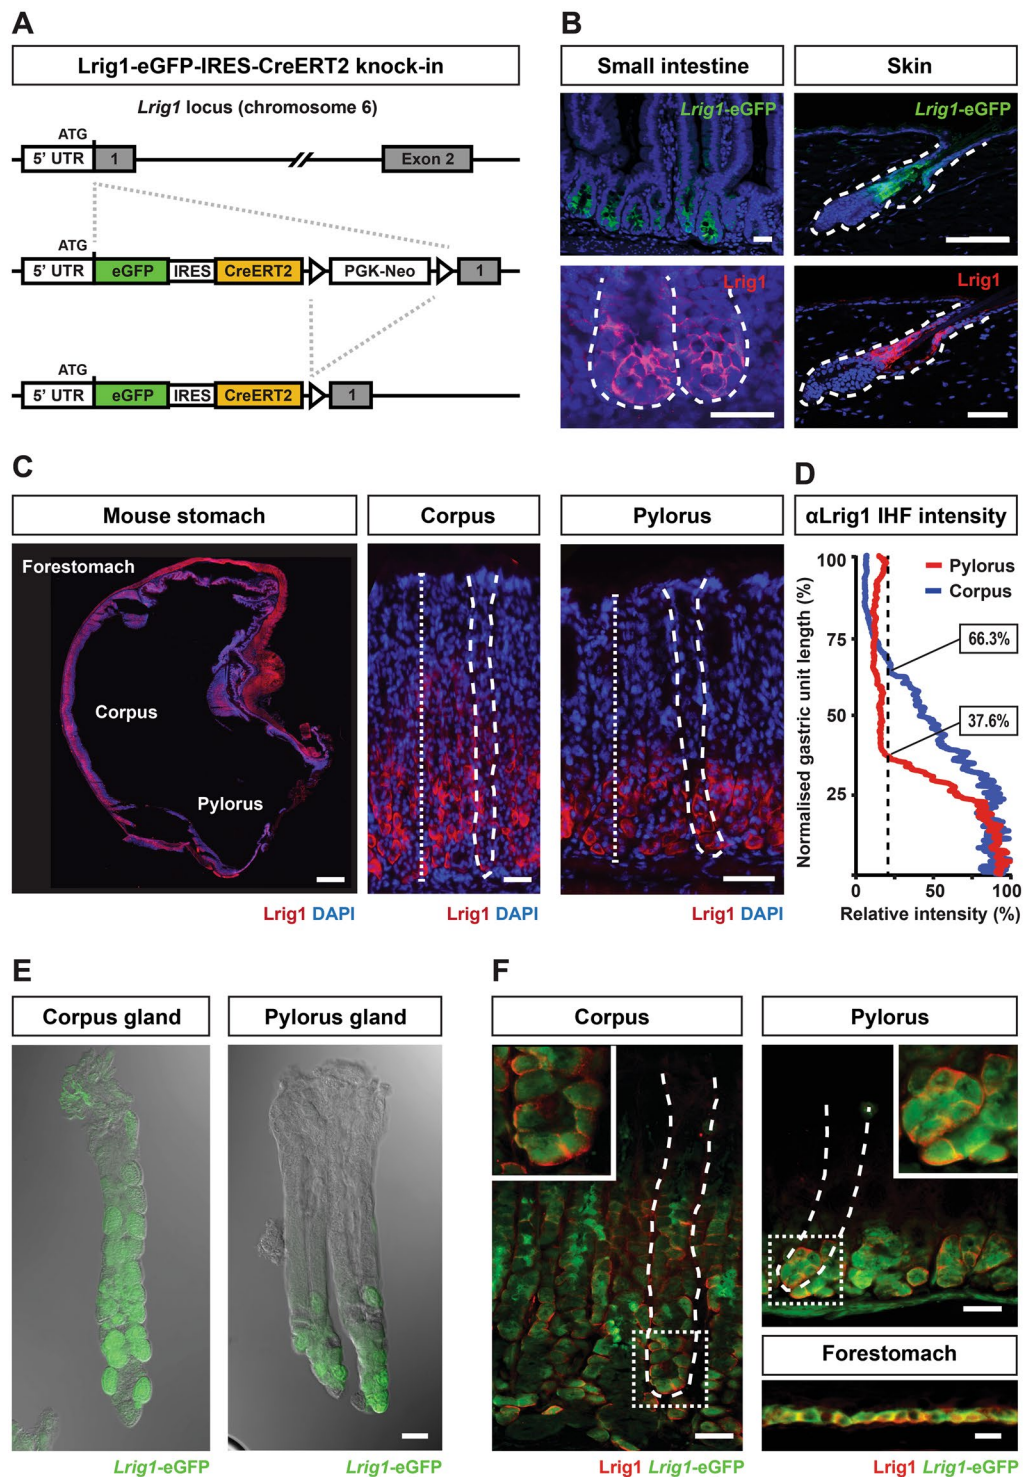 A
Lrig1-eGFP-IRES-CreERT2 knock-in
Lrig1 locus (chromosome 6)
ATG
5’ UTR 1 Exon 2
ATG
5’ UTR eGFP IRES CreERT2 PGK-Neo 1
ATG
5’ UTR eGFP IRES CreERT2 1
B
Small intestine Skin
Lrig1-eGFP Lrig1-eGFP
Lrig1 Lrig1
C
Mouse stomach Corpus Pylorus
Forestomach
Corpus
Pylorus
Lrig1 DAPI Lrig1 DAPI Lrig1 DAPI
D
αLrig1 IHF intensity
Normalised gastric unit length (%)
100
75
50
25
0 50 100
Relative intensity (%)
Pylorus
Corpus
66.3%
37.6%
E
Corpus gland Pylorus gland
Lrig1-eGFP Lrig1-eGFP
F
Corpus Pylorus
Forestomach
Lrig1 Lrig1-eGFP Lrig1 Lrig1-eGFP